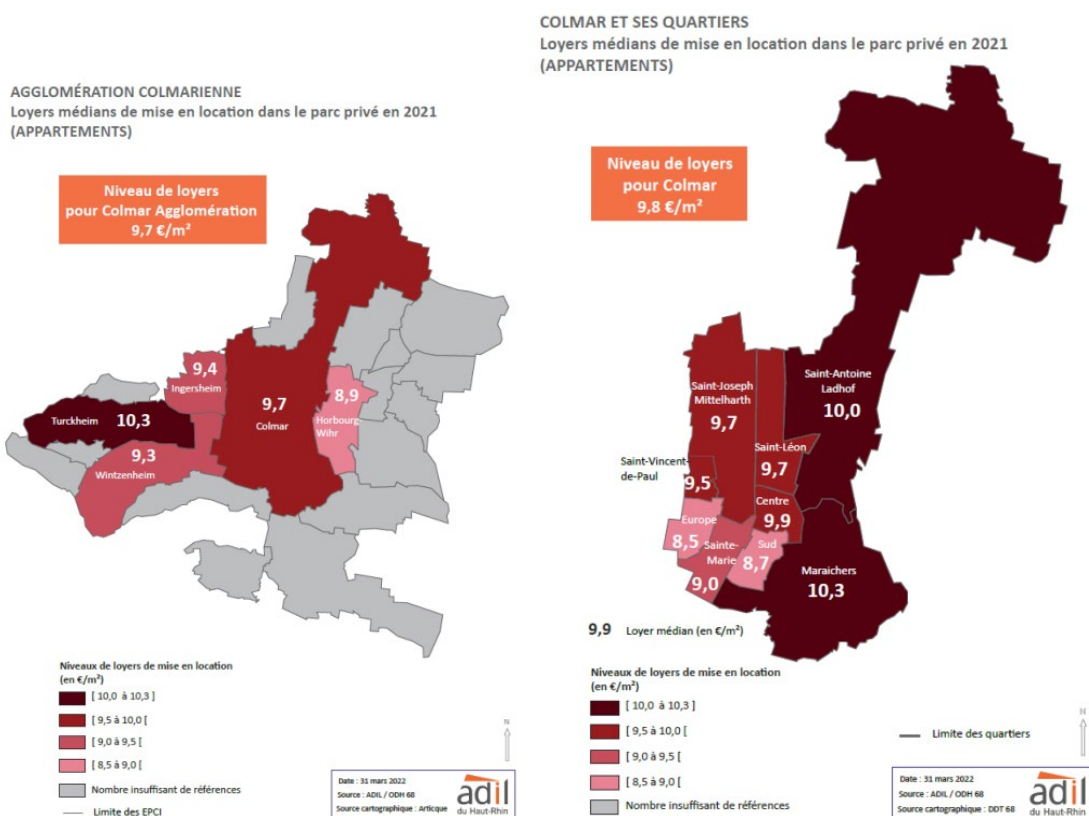 AGGLOMÉRATION COLMARIENNE
Loyers médians de mise en location dans le parc privé en 2021
(APPARTEMENTS)
Niveau de loyers
pour Colmar Agglomération
9,7 €/m²
9,4
Ingersheim
Turckheim 10,3
9,3
Wintzenheim
9,7
Colmar
8,9
Horbourg-
Wihr
Niveaux de loyers de mise en location
(en €/m²)
[ 10,0 à 10,3 ]
[ 9,5 à 10,0 [
[ 9,0 à 9,5 [
[ 8,5 à 9,0 [
Nombre insuffisant de références
Limite des EPCI
N
Date : 31 mars 2022
Source : ADIL / ODH 68
Source cartographique : Articque
adil
du Haut-Rhin
COLMAR ET SES QUARTIERS
Loyers médians de mise en location dans le parc privé en 2021
(APPARTEMENTS)
Niveau de loyers
pour Colmar
9,8 €/m²
Saint-Antoine
Ladhof
10,0
Saint-Joseph
Mittelharth
9,7
Saint-Léon
9,7
Saint-Vincent-
de-Paul
9,5
Centre
9,9
Europe
8,5
Sainte-
Marie
9,0
Sud
8,7
Maraichers
10,3
9,9 Loyer médian (en €/m²)
Niveaux de loyers de mise en location
(en €/m²)
[ 10,0 à 10,3 ]
[ 9,5 à 10,0 [
[ 9,0 à 9,5 [
[ 8,5 à 9,0 [
Nombre insuffisant de références
Limite des quartiers
N
Date : 31 mars 2022
Source : ADIL / ODH 68
Source cartographique : DDT 68
adil
du Haut-Rhin